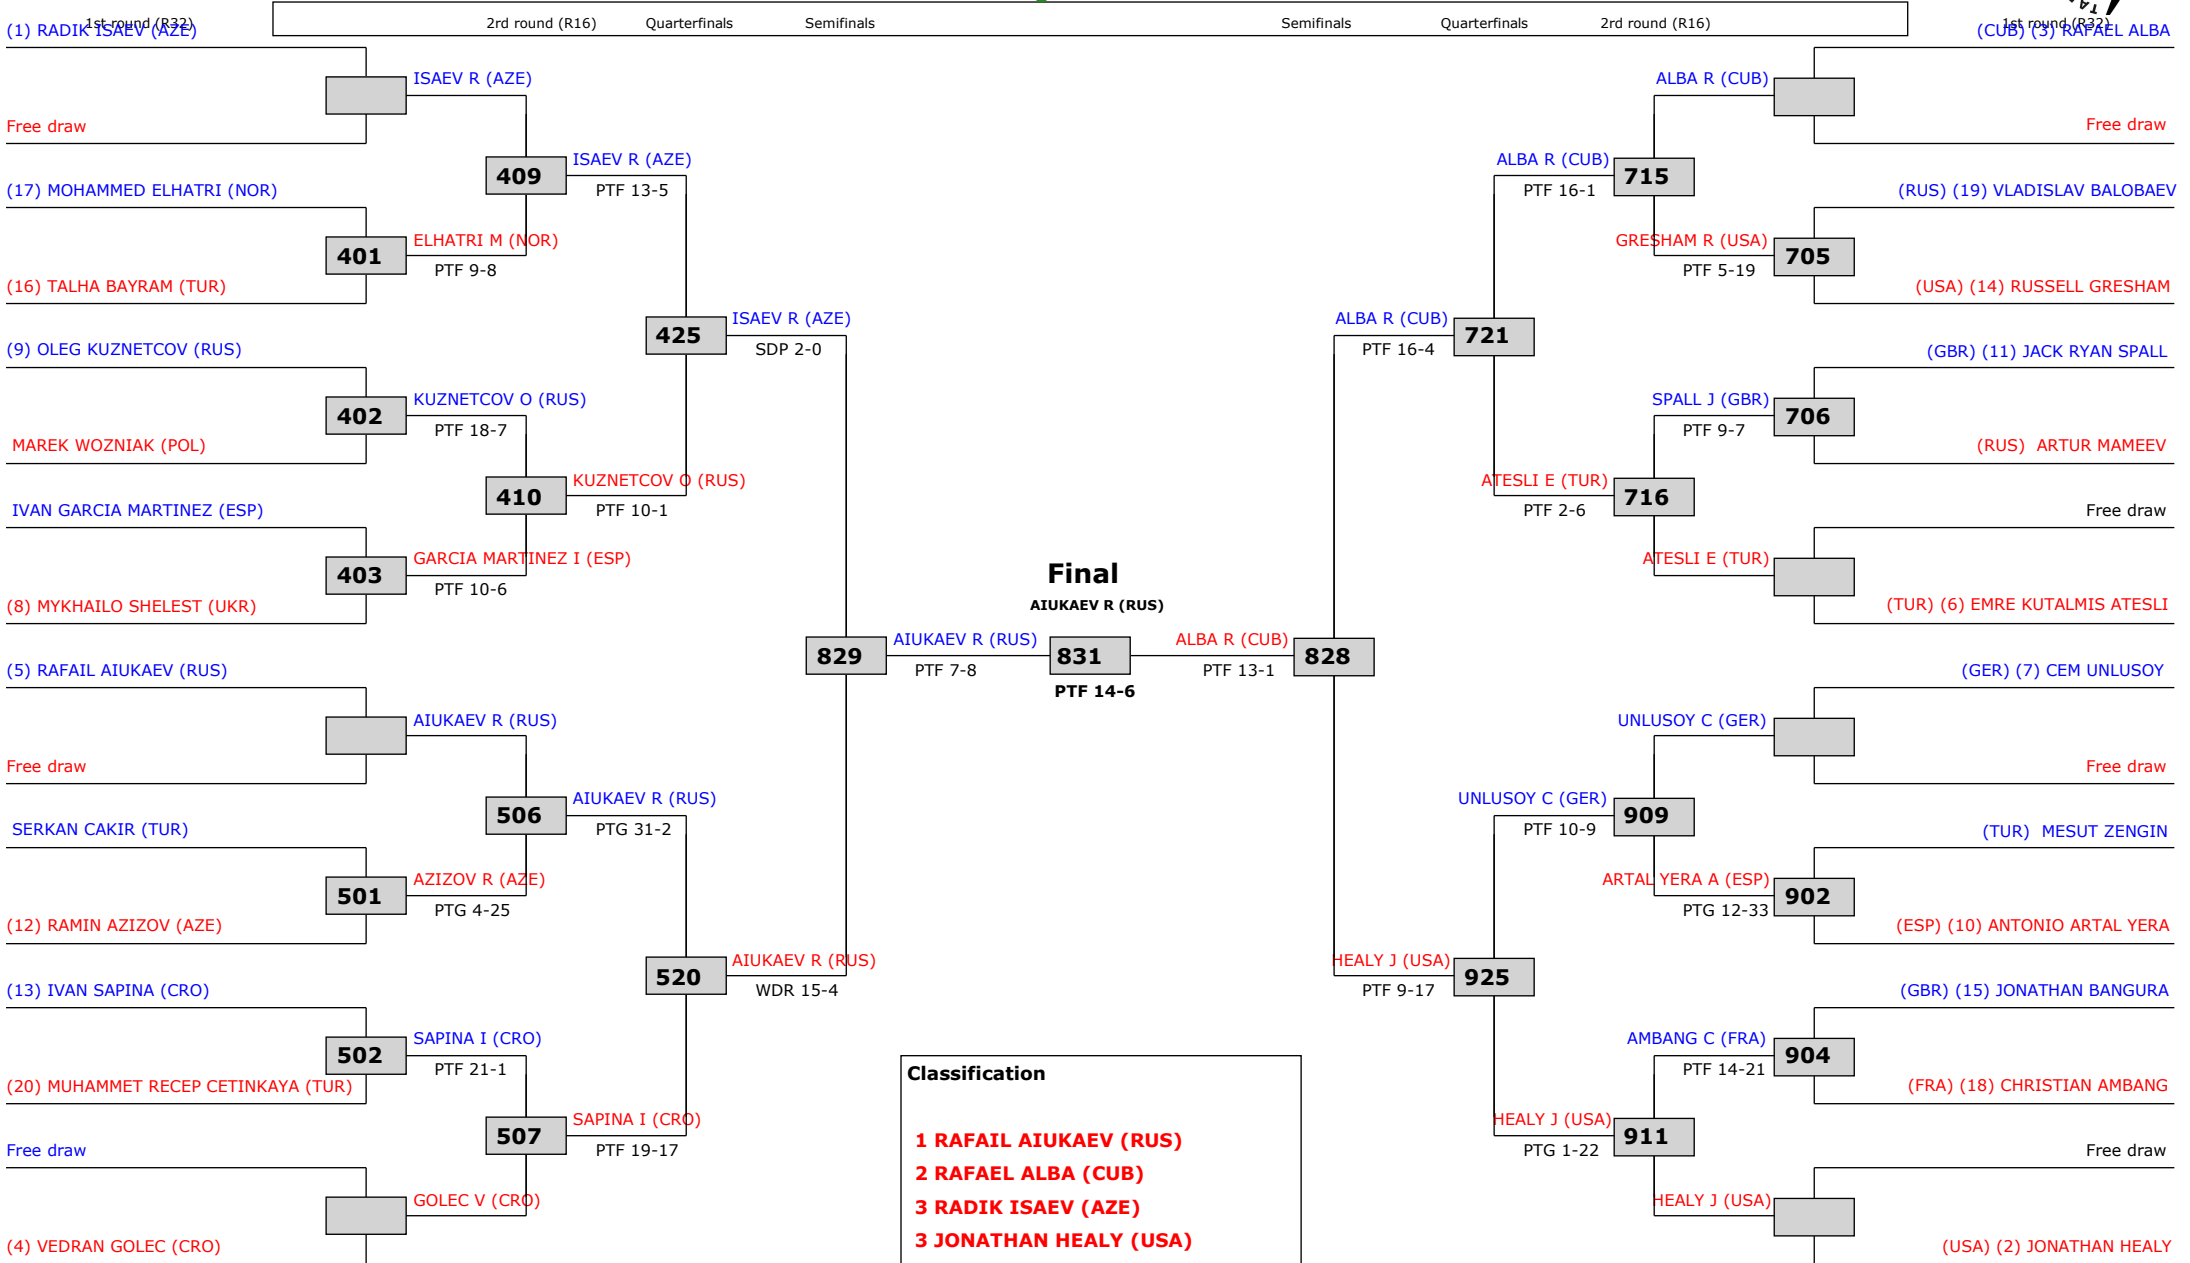 1st round (R32)
2rd round (R16)
Quarterfinals
Semifinals
Semifinals
Quarterfinals
2rd round (R16)
1st round (R32)
(1) RADIK ISAEV (AZE)
Free draw
(17) MOHAMMED ELHATRI (NOR)
(16) TALHA BAYRAM (TUR)
(9) OLEG KUZNETCOV (RUS)
MAREK WOZNIAK (POL)
IVAN GARCIA MARTINEZ (ESP)
(8) MYKHAILO SHELEST (UKR)
(5) RAFAIL AIUKAEV (RUS)
Free draw
SERKAN CAKIR (TUR)
(12) RAMIN AZIZOV (AZE)
(13) IVAN SAPINA (CRO)
(20) MUHAMMET RECEP CETINKAYA (TUR)
Free draw
(4) VEDRAN GOLEC (CRO)
ISAEV R (AZE)
401
ELHATRI M (NOR)
PTF 9-8
402
KUZNETCOV O (RUS)
PTF 18-7
403
GARCIA MARTINEZ I (ESP)
PTF 10-6
AIUKAEV R (RUS)
501
AZIZOV R (AZE)
PTG 4-25
502
SAPINA I (CRO)
PTF 21-1
GOLEC V (CRO)
409
ISAEV R (AZE)
PTF 13-5
410
KUZNETCOV O (RUS)
PTF 10-1
506
AIUKAEV R (RUS)
PTG 31-2
507
SAPINA I (CRO)
PTF 19-17
425
ISAEV R (AZE)
SDP 2-0
520
AIUKAEV R (RUS)
WDR 15-4
829
AIUKAEV R (RUS)
PTF 7-8
Final
AIUKAEV R (RUS)
831
PTF 14-6
ALBA R (CUB)
PTF 13-1
828
ALBA R (CUB)
PTF 16-4
721
HEALY J (USA)
PTF 9-17
925
ALBA R (CUB)
PTF 16-1
715
ATESLI E (TUR)
PTF 2-6
716
UNLUSOY C (GER)
PTF 10-9
909
HEALY J (USA)
PTG 1-22
911
ALBA R (CUB)
GRESHAM R (USA)
PTF 5-19
705
SPALL J (GBR)
PTF 9-7
706
ATESLI E (TUR)
UNLUSOY C (GER)
ARTAL YERA A (ESP)
PTG 12-33
902
AMBANG C (FRA)
PTF 14-21
904
HEALY J (USA)
(CUB) (3) RAFAEL ALBA
Free draw
(RUS) (19) VLADISLAV BALOBAEV
(USA) (14) RUSSELL GRESHAM
(GBR) (11) JACK RYAN SPALL
(RUS) ARTUR MAMEEV
Free draw
(TUR) (6) EMRE KUTALMIS ATESLI
(GER) (7) CEM UNLUSOY
Free draw
(TUR) MESUT ZENGIN
(ESP) (10) ANTONIO ARTAL YERA
(GBR) (15) JONATHAN BANGURA
(FRA) (18) CHRISTIAN AMBANG
Free draw
(USA) (2) JONATHAN HEALY
Classification
1 RAFAIL AIUKAEV (RUS)
2 RAFAEL ALBA (CUB)
3 RADIK ISAEV (AZE)
3 JONATHAN HEALY (USA)